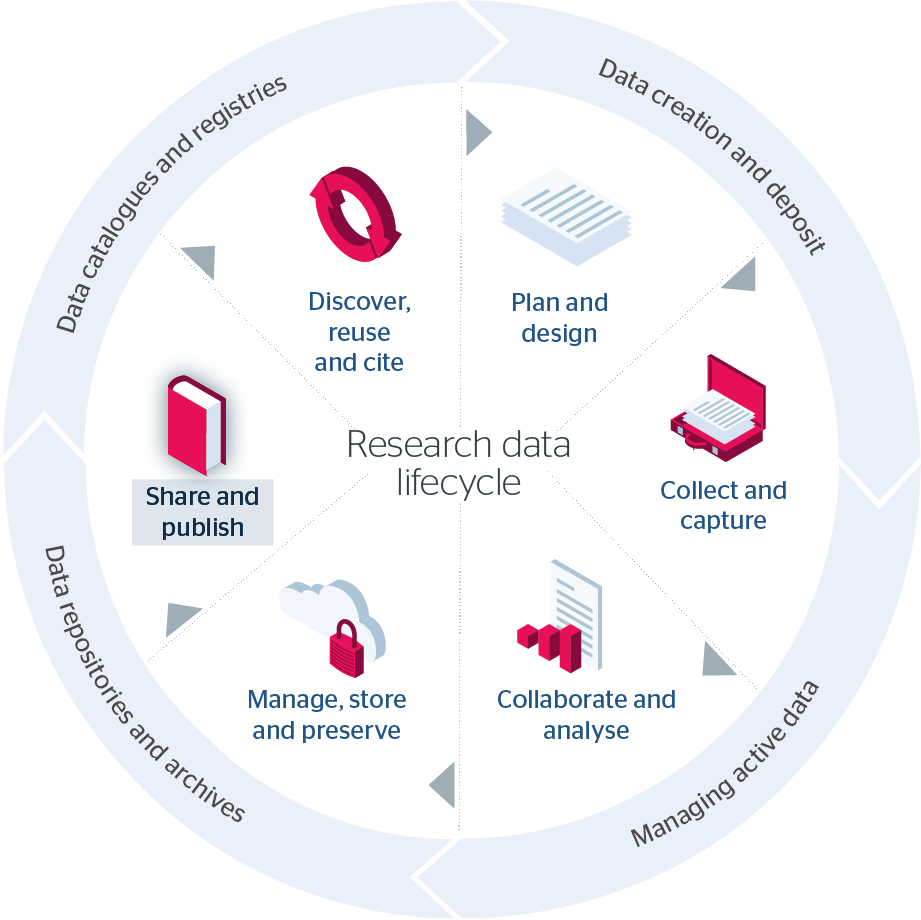 Data catalogues and registries
Data creation and deposit
Discover,
reuse
and cite
Plan and
design
Research data
lifecycle
Share and
publish
Collect and
capture
Manage, store
and preserve
Collaborate and
analyse
Data repositories and archives
Managing active data